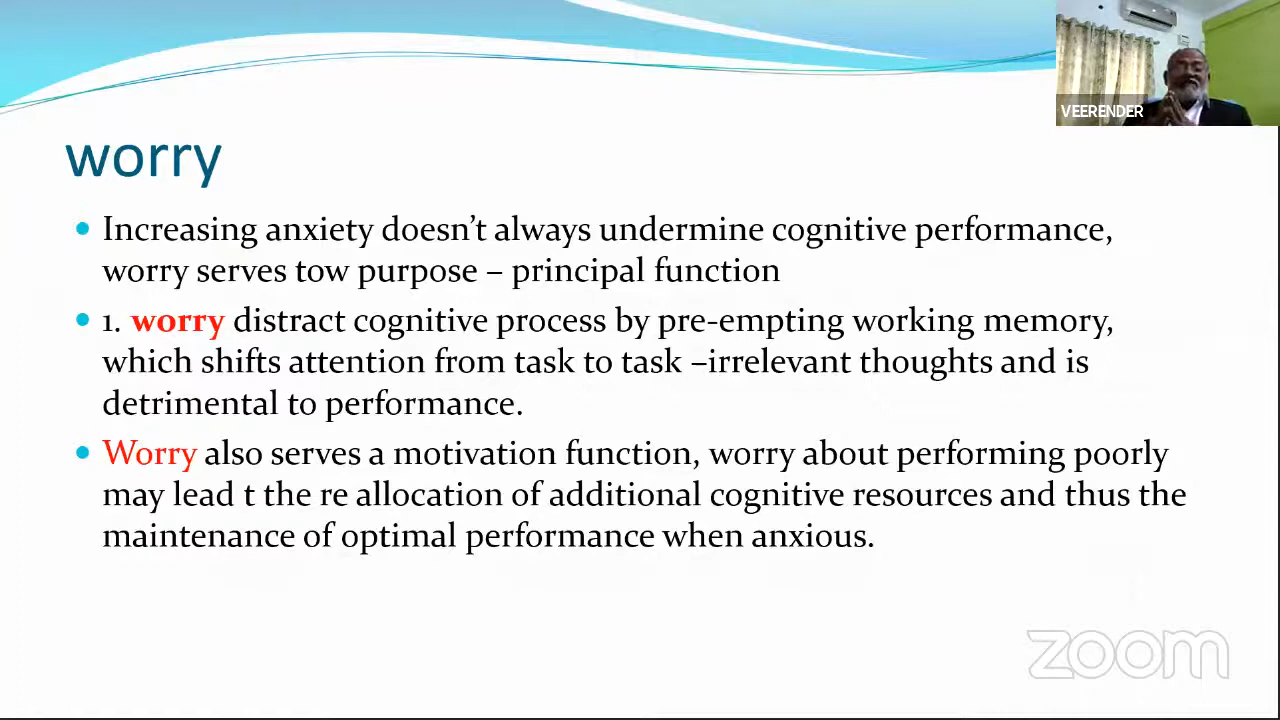 VEERENDER
worry
Increasing anxiety doesn't always undermine cognitive performance,
worry serves tow purpose – principal function
1. worry distract cognitive process by pre-empting working memory,
which shifts attention from task to task –irrelevant thoughts and is
detrimental to performance.
Worry also serves a motivation function, worry about performing poorly
may lead t the re allocation of additional cognitive resources and thus the
maintenance of optimal performance when anxious.
zoom